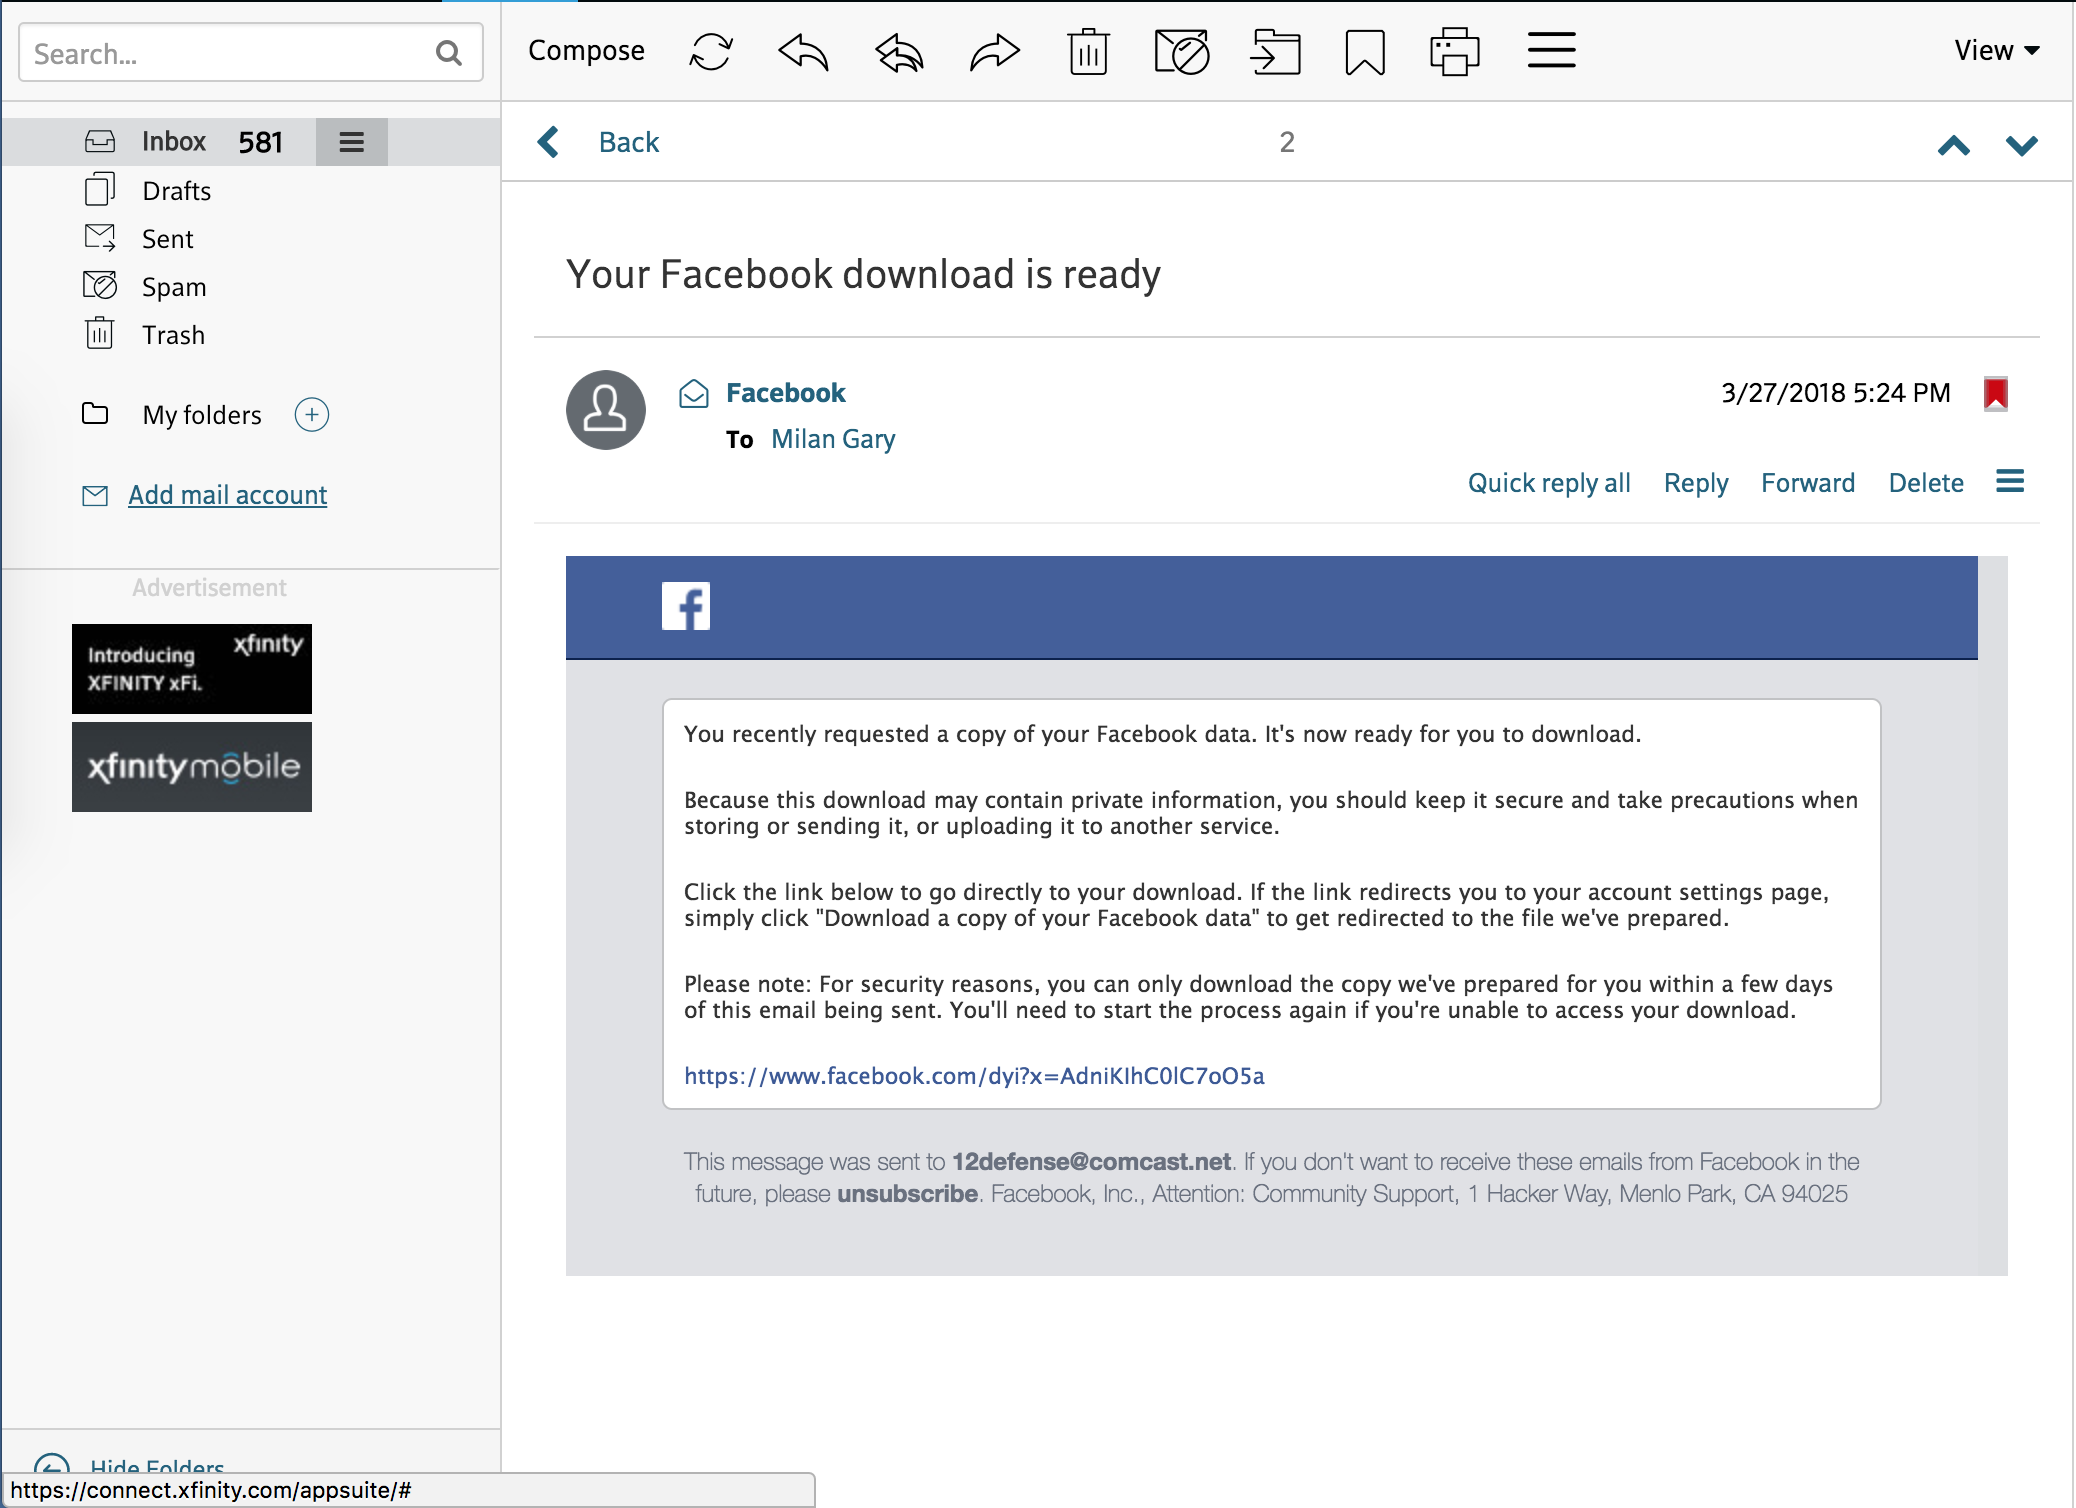 Search...
Compose
View
Inbox 581
Drafts
Sent
Spam
Trash
My folders
Add mail account
Advertisement
Introducing
XFINITY xFi.
xfinity
xfinity mobile
Hide Folders
https://connect.xfinity.com/appsuite/#
Back
2
Your Facebook download is ready
Facebook
3/27/2018 5:24 PM
To Milan Gary
Quick reply all Reply Forward Delete
f
You recently requested a copy of your Facebook data. It's now ready for you to download.
Because this download may contain private information, you should keep it secure and take precautions when
storing or sending it, or uploading it to another service.
Click the link below to go directly to your download. If the link redirects you to your account settings page,
simply click "Download a copy of your Facebook data" to get redirected to the file we've prepared.
Please note: For security reasons, you can only download the copy we've prepared for you within a few days
of this email being sent. You'll need to start the process again if you're unable to access your download.
https://www.facebook.com/dyi?x=AdniKIhC0lC7oO5a
This message was sent to 12defense@comcast.net. If you don't want to receive these emails from Facebook in the
future, please unsubscribe. Facebook, Inc., Attention: Community Support, 1 Hacker Way, Menlo Park, CA 94025